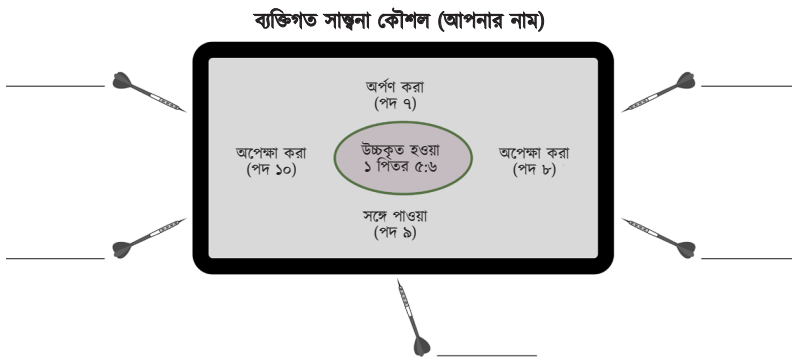 ব্যক্তিগত সান্ত্বনা কৌশল (আপনার নাম)
অর্পণ করা
(পদ ৭)
অপেক্ষা করা
(পদ ১০)
উচ্চকৃত হওয়া
১ পিতর ৫:৬
অপেক্ষা করা
(পদ ৮)
সঙ্গে পাওয়া
(পদ ৯)